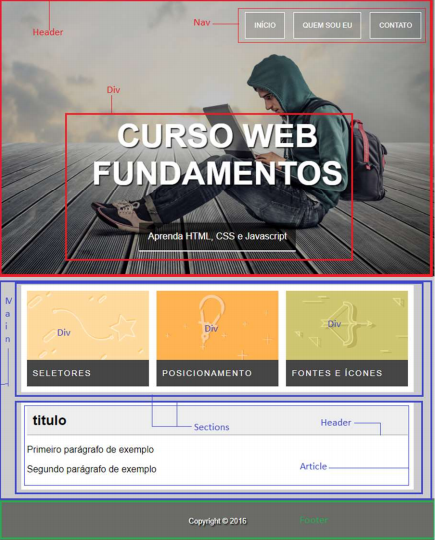 Header
Nav
INÍCIO
QUEM SOU EU
CONTATO
Div
CURSO WEB
FUNDAMENTOS
Aprenda HTML, CSS e Javascript
Main
Div
Div
Div
SELETORES
POSICIONAMENTO
FONTES E ÍCONES
Sections
titulo
Header
Primeiro parágrafo de exemplo
Segundo parágrafo de exemplo
Article
Copyright © 2016
Footer